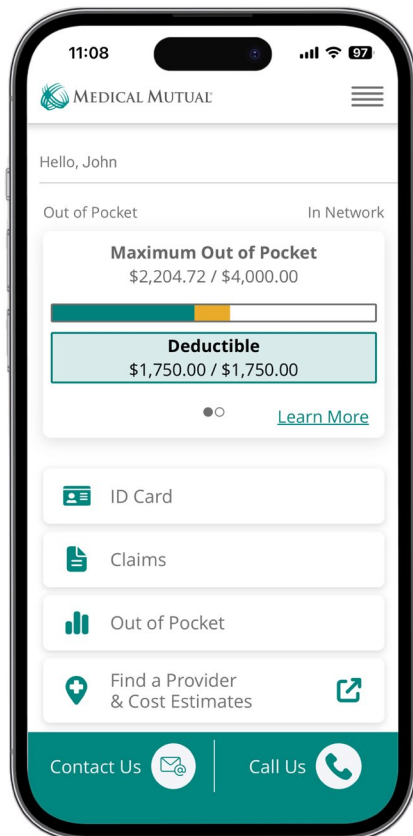 11:08
97
MEDICAL MUTUAL
Hello, John
Out of Pocket In Network
Maximum Out of Pocket
$2,204.72 / $4,000.00
Deductible
$1,750.00 / $1,750.00
Learn More
ID Card
Claims
Out of Pocket
Find a Provider
& Cost Estimates
Contact Us Call Us